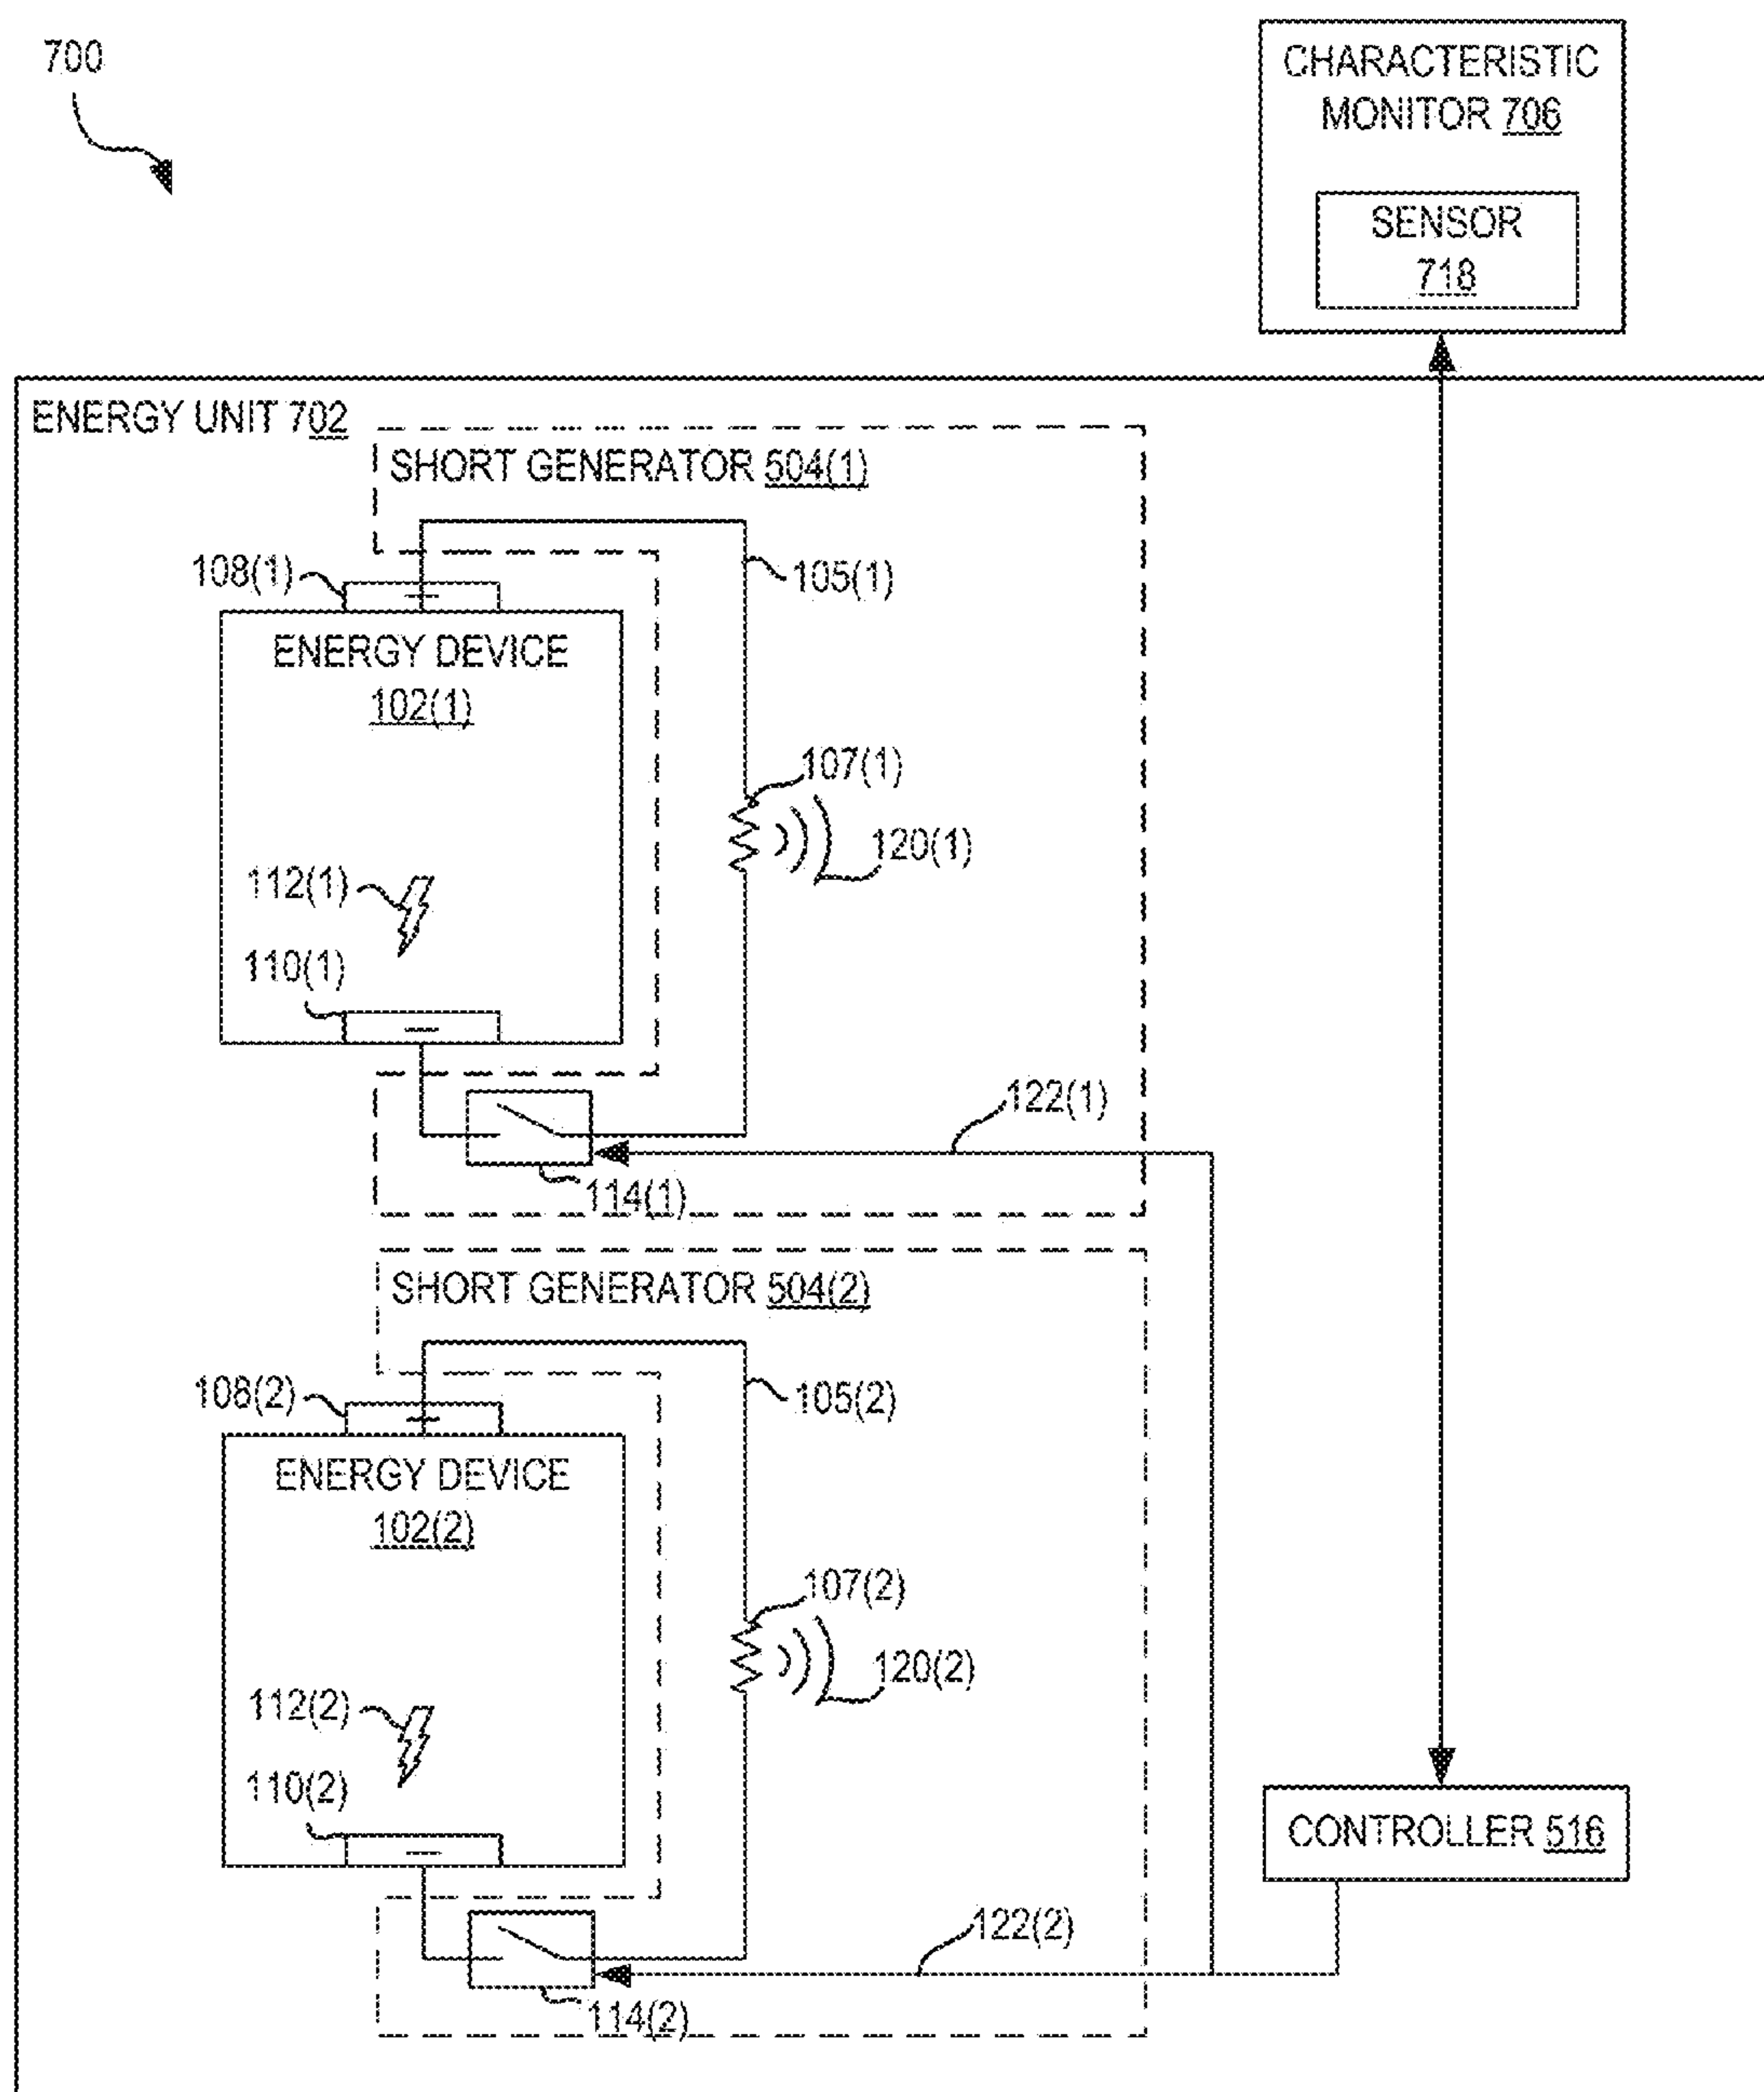 700
CHARACTERISTIC
MONITOR 706
SENSOR
718
ENERGY UNIT 702
SHORT GENERATOR 504(1)
108(1)
105(1)
ENERGY DEVICE
102(1)
107(1)
120(1)
112(1)
110(1)
122(1)
114(1)
SHORT GENERATOR 504(2)
108(2)
105(2)
ENERGY DEVICE
102(2)
107(2)
120(2)
112(2)
110(2)
CONTROLLER 516
122(2)
114(2)